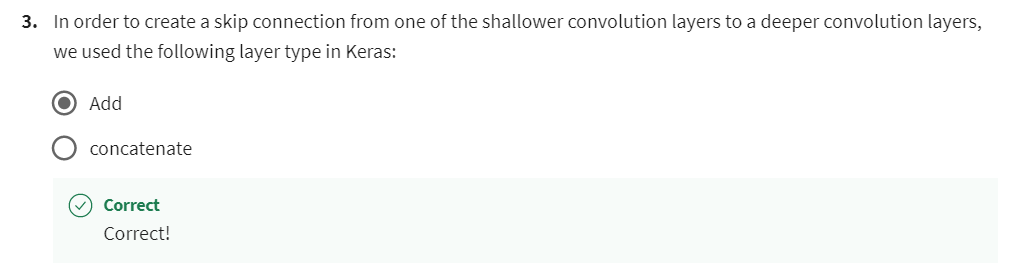 3. In order to create a skip connection from one of the shallower convolution layers to a deeper convolution layers,
we used the following layer type in Keras:
Add
concatenate
Correct
Correct!